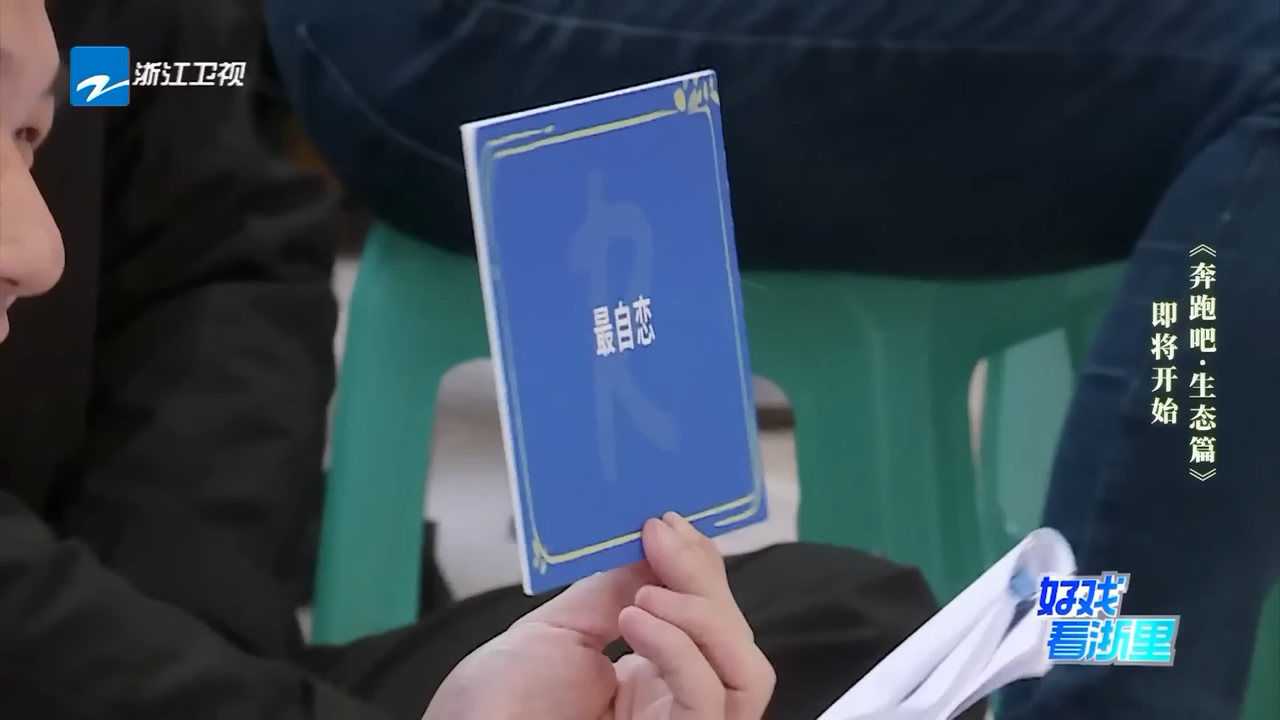 浙江卫视
最自恋
《奔跑吧·生态篇》
即将开始
好戏
看浙里